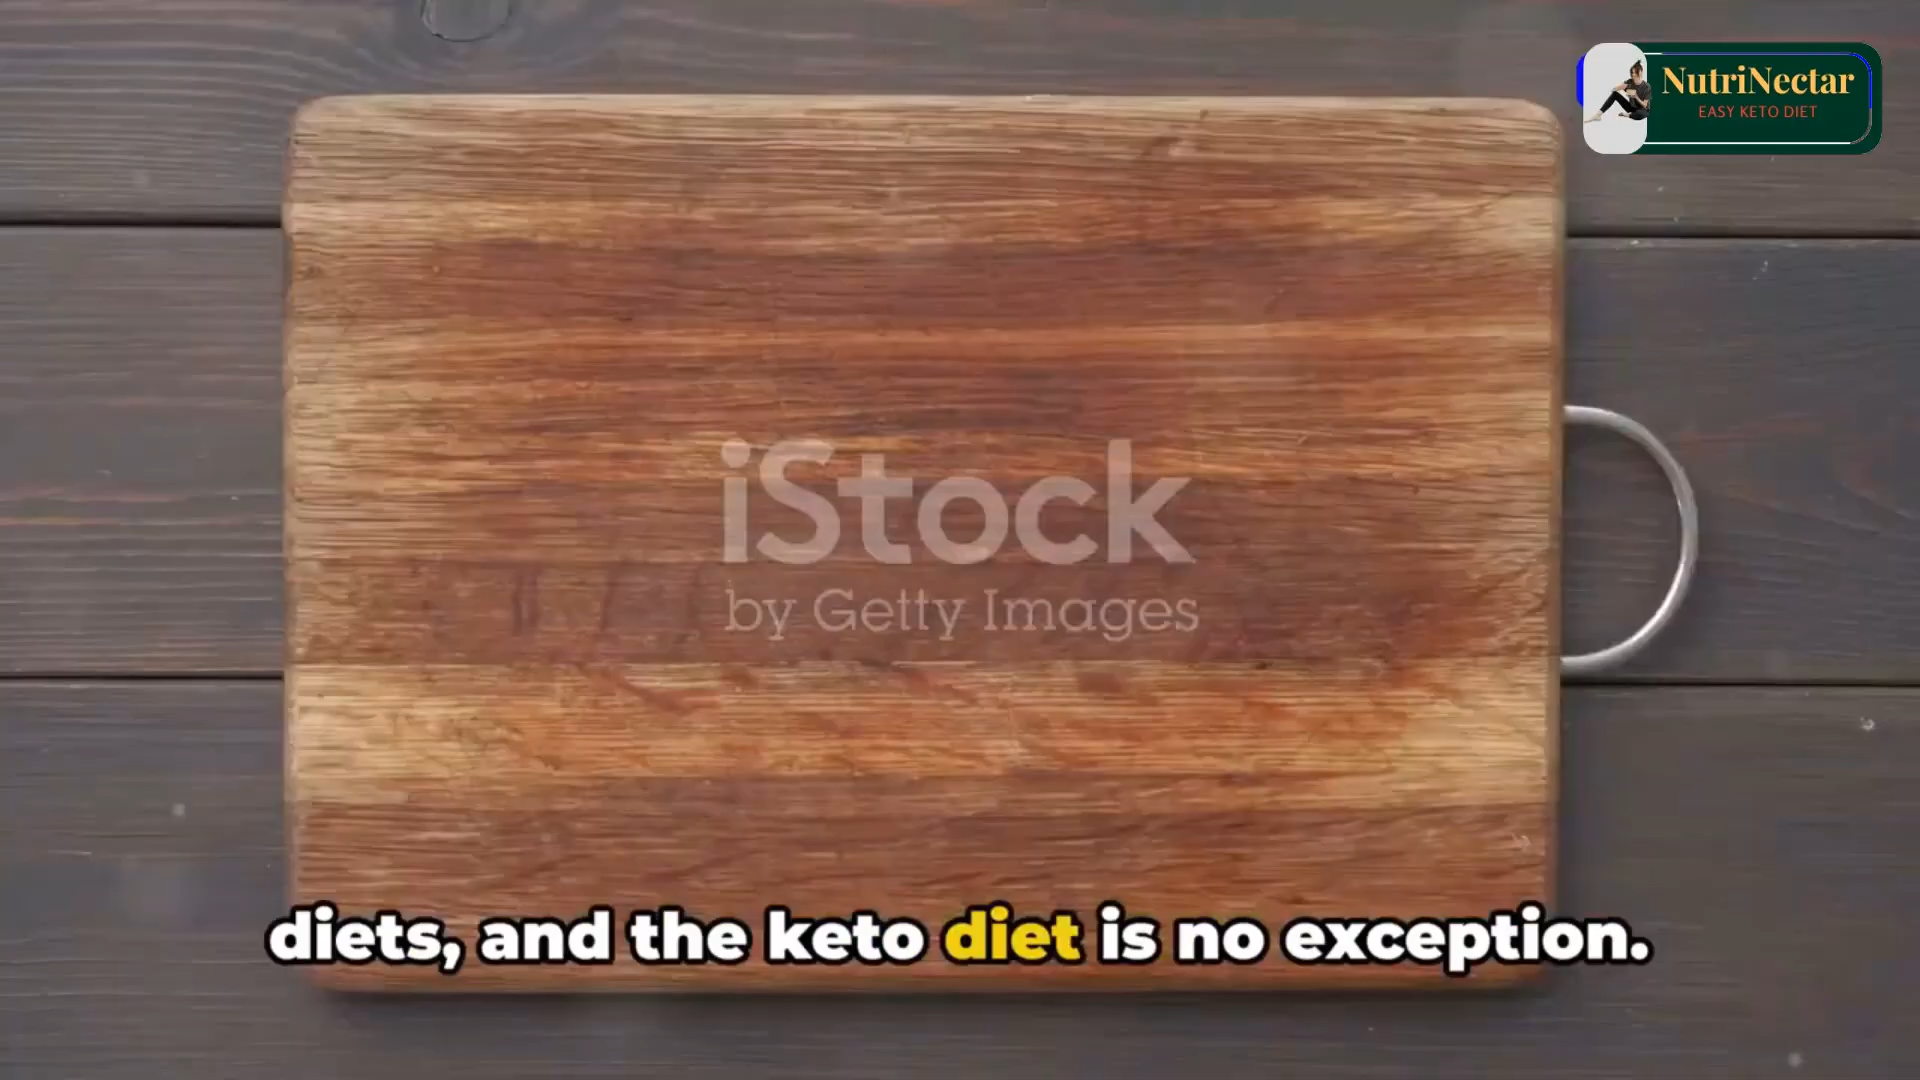 NutriNectar
EASY KETO DIET
iStock
by Getty Images
diets, and the keto diet is no exception.